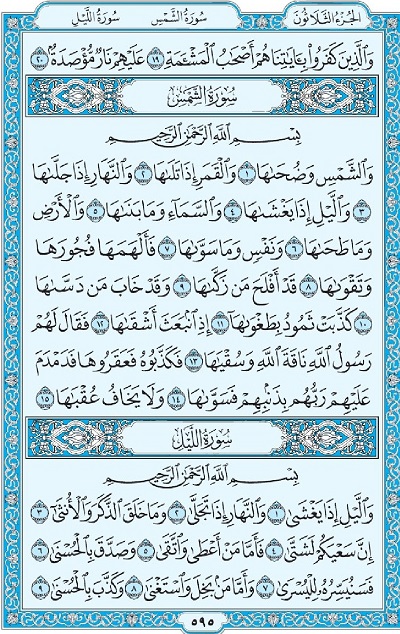 الجزء الثلاثون سورة الشمس سورة الليل
وَالَّذِينَ كَفَرُوا۟ بِـَٔايَـٰتِنَا هُمْ أَصْحَـٰبُ ٱلْمَشْـَٔمَةِ ١٩ عَلَيْهِمْ نَارٌ مُّؤْصَدَةٌۢ ٢٠
سُورَةُ الشَّمْسِ
بِسْمِ ٱللَّهِ ٱلرَّحْمَـٰنِ ٱلرَّحِيمِ
وَٱلشَّمْسِ وَضُحَىٰهَا ١ وَٱلْقَمَرِ إِذَا تَلَىٰهَا ٢ وَٱلنَّهَارِ إِذَا جَلَّىٰهَا
٣ وَٱلَّيْلِ إِذَا يَغْشَىٰهَا ٤ وَٱلسَّمَآءِ وَمَا بَنَىٰهَا ٥ وَٱلْأَرْضِ
وَمَا طَحَىٰهَا ٦ وَنَفْسٍ وَمَا سَوَّىٰهَا ٧ فَأَلْهَمَهَا فُجُورَهَا
وَتَقْوَىٰهَا ٨ قَدْ أَفْلَحَ مَن زَكَّىٰهَا ٩ وَقَدْ خَابَ مَن دَسَّىٰهَا
١٠ كَذَّبَتْ ثَمُودُ بِطَغْوَىٰهَآ ١١ إِذِ ٱنۢبَعَثَ أَشْقَىٰهَا ١٢ فَقَالَ لَهُمْ
رَسُولُ ٱللَّهِ نَاقَةَ ٱللَّهِ وَسُقْيَـٰهَا ١٣ فَكَذَّبُوهُ فَعَقَرُوهَا فَدَمْدَمَ
عَلَيْهِمْ رَبُّهُم بِذَنۢبِهِمْ فَسَوَّىٰهَا ١٤ وَلَا يَخَافُ عُقْبَـٰهَا ١٥
سُورَةُ اللَّيْلِ
بِسْمِ ٱللَّهِ ٱلرَّحْمَـٰنِ ٱلرَّحِيمِ
وَٱلَّيْلِ إِذَا يَغْشَىٰ ١ وَٱلنَّهَارِ إِذَا تَجَلَّىٰ ٢ وَمَا خَلَقَ ٱلذَّكَرَ وَٱلْأُنثَىٰٓ ٣
إِنَّ سَعْيَكُمْ لَشَتَّىٰ ٤ فَأَمَّا مَنْ أَعْطَىٰ وَٱتَّقَىٰ ٥ وَصَدَّقَ بِٱلْحُسْنَىٰ ٦
فَسَنُيَسِّرُهُۥ لِلْيُسْرَىٰ ٧ وَأَمَّا مَنۢ بَخِلَ وَٱسْتَغْنَىٰ ٨ وَكَذَّبَ بِٱلْحُسْنَىٰ ٩
٥٩٥